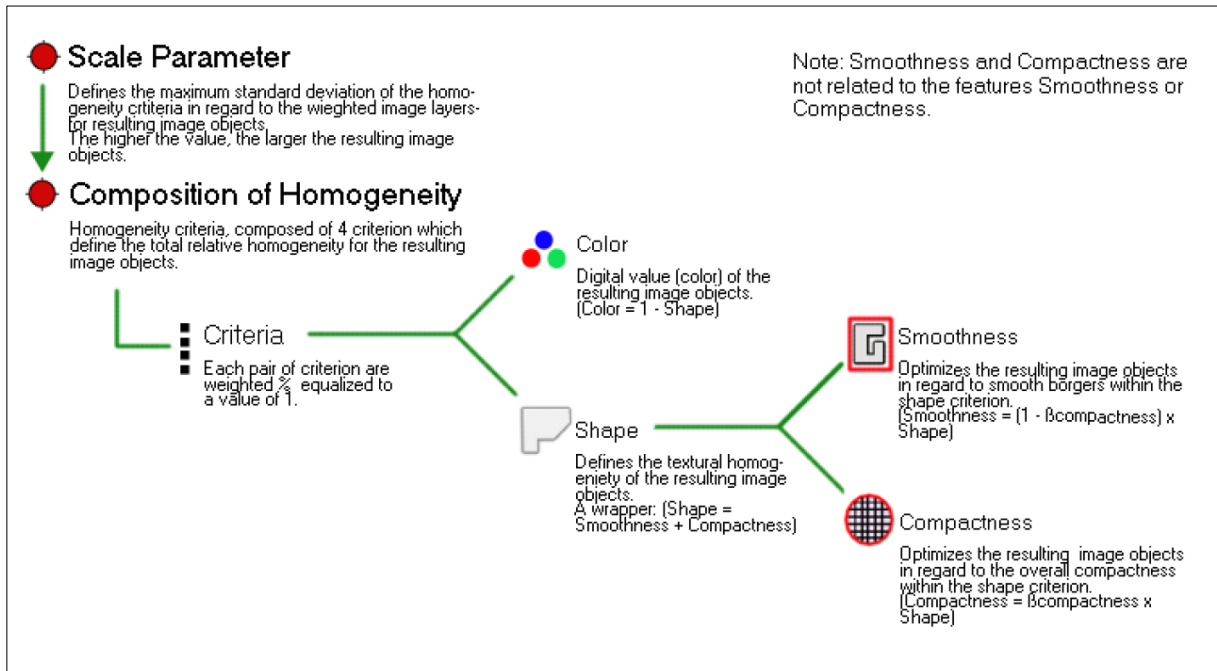 Scale Parameter
Defines the maximum standard deviation of the homo-
geneity crtiteria in regard to the wieghted image layers-
for resulting image objects.
The higher the value, the larger the resulting image
objects.
Note: Smoothness and Compactness are
not related to the features Smoothness or
Compactness.
Composition of Homogeneity
Homogeneity criteria, composed of 4 criterion which
define the total relative homogeneity for the resulting
image objects.
Criteria
Each pair of criterion are
weighted % equalized to
a value of 1.
Color
Digital value (color) of the
resulting image objects.
(Color = 1 - Shape)
Shape
Defines the textural homog-
eniety of the resulting image
objects.
A wrapper: (Shape =
Smoothness + Compactness)
Smoothness
Optimizes the resulting image objects
in regard to smooth borgers within the
shape criterion.
(Smoothness = (1 - ßcompactness) x
Shape)
Compactness
Optimizes the resulting image objects
in regard to the overall compactness
within the shape criterion.
(Compactness = ßcompactness x
Shape)